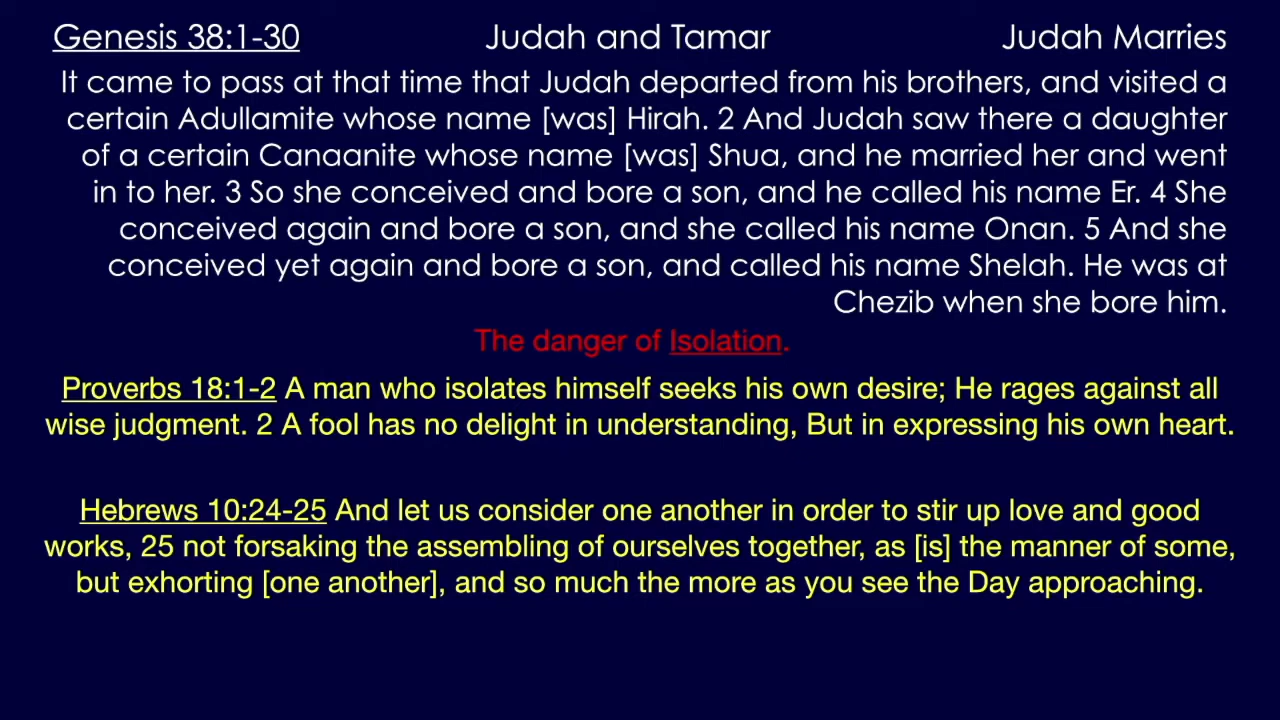 Genesis 38:1-30 Judah and Tamar Judah Marries
It came to pass at that time that Judah departed from his brothers, and visited a
certain Adullamite whose name [was] Hirah. 2 And Judah saw there a daughter
of a certain Canaanite whose name [was] Shua, and he married her and went
in to her. 3 So she conceived and bore a son, and he called his name Er. 4 She
conceived again and bore a son, and she called his name Onan. 5 And she
conceived yet again and bore a son, and called his name Shelah. He was at
Chezib when she bore him.
The danger of Isolation.
Proverbs 18:1-2 A man who isolates himself seeks his own desire; He rages against all
wise judgment. 2 A fool has no delight in understanding, But in expressing his own heart.
Hebrews 10:24-25 And let us consider one another in order to stir up love and good
works, 25 not forsaking the assembling of ourselves together, as [is] the manner of some,
but exhorting [one another], and so much the more as you see the Day approaching.